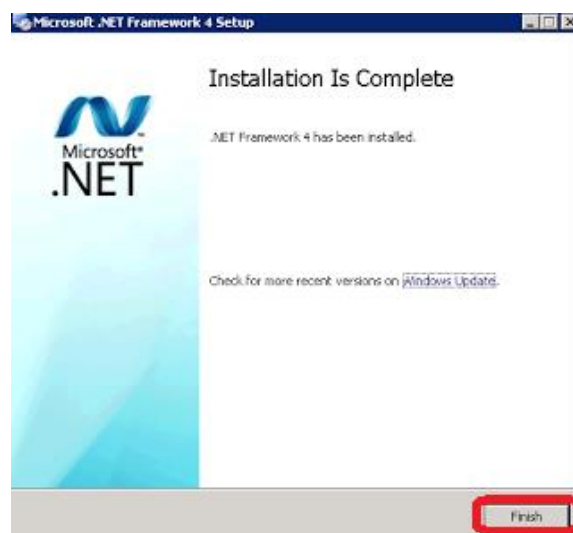 Microsoft .NET Framework 4 Setup
Installation Is Complete
.NET Framework 4 has been installed.
Microsoft®
.NET
Check for more recent versions on Windows Update.
Finish